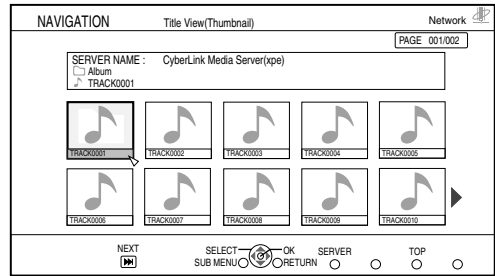 NAVIGATION Title View(Thumbnail) Network
PAGE 001/002
SERVER NAME : CyberLink Media Server(xpe)
Album
TRACK0001
TRACK0001 TRACK0002 TRACK0003 TRACK0004 TRACK0005
TRACK0006 TRACK0007 TRACK0008 TRACK0009 TRACK0010
NEXT SELECT OK SERVER TOP
SUB MENU RETURN